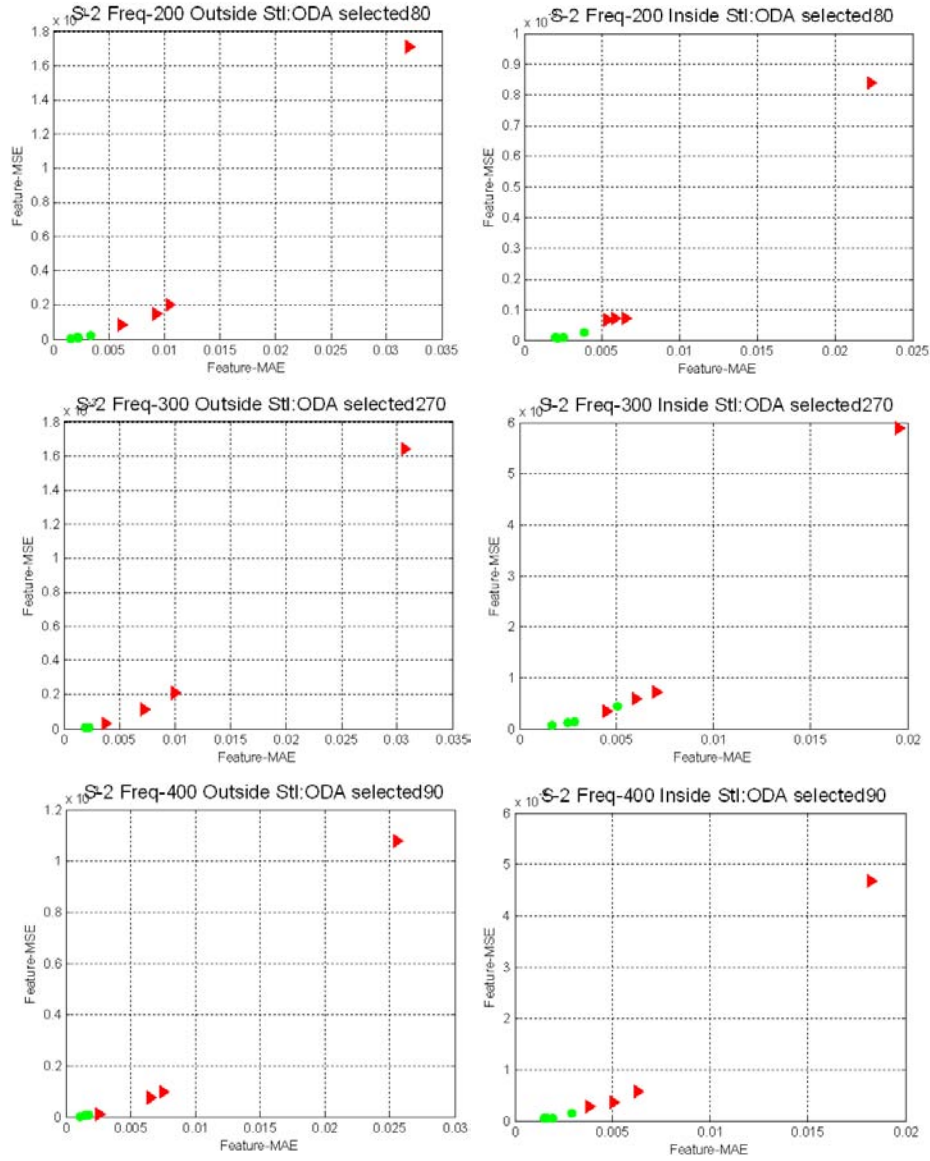 S-2 Freq-200 Outside Stl:ODA selected80
x 10
1.8
1.6
1.4
1.2
1
0.8
0.6
0.4
0.2
0
Feature-MSE
0 0.005 0.01 0.015 0.02 0.025 0.03 0.035
Feature-MAE
S-2 Freq-200 Inside Stl:ODA selected80
x 10
1
0.9
0.8
0.7
0.6
0.5
0.4
0.3
0.2
0.1
0
Feature-MSE
0 0.005 0.01 0.015 0.02 0.025
Feature-MAE
S-2 Freq-300 Outside Stl:ODA selected270
x 10
1.8
1.6
1.4
1.2
1
0.8
0.6
0.4
0.2
0
Feature-MSE
0 0.005 0.01 0.015 0.02 0.025 0.03 0.035
Feature-MAE
S-2 Freq-300 Inside Stl:ODA selected270
x 10
6
5
4
3
2
1
0
Feature-MSE
0 0.005 0.01 0.015 0.02
Feature-MAE
S-2 Freq-400 Outside Stl:ODA selected90
x 10
1.2
1
0.8
0.6
0.4
0.2
0
Feature-MSE
0 0.005 0.01 0.015 0.02 0.025 0.03
Feature-MAE
S-2 Freq-400 Inside Stl:ODA selected90
x 10
6
5
4
3
2
1
0
Feature-MSE
0 0.005 0.01 0.015 0.02
Feature-MAE